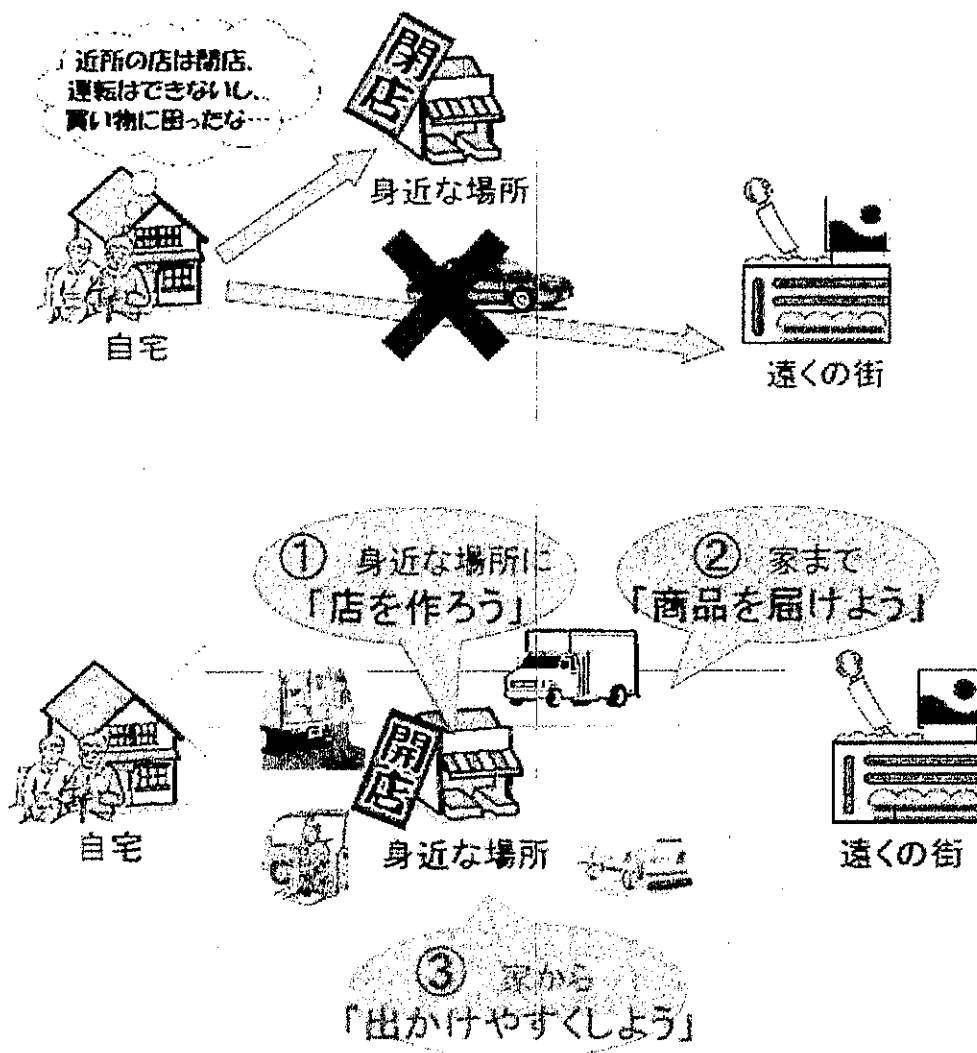 近所の店は閉店、
運転はできないし、
買い物に困ったな…
閉店
身近な場所
自宅
遠くの街
① 身近な場所に
「店を作ろう」
② 家まで
「商品を届けよう」
開店
自宅
身近な場所
遠くの街
③ 家から
「出かけやすくしよう」